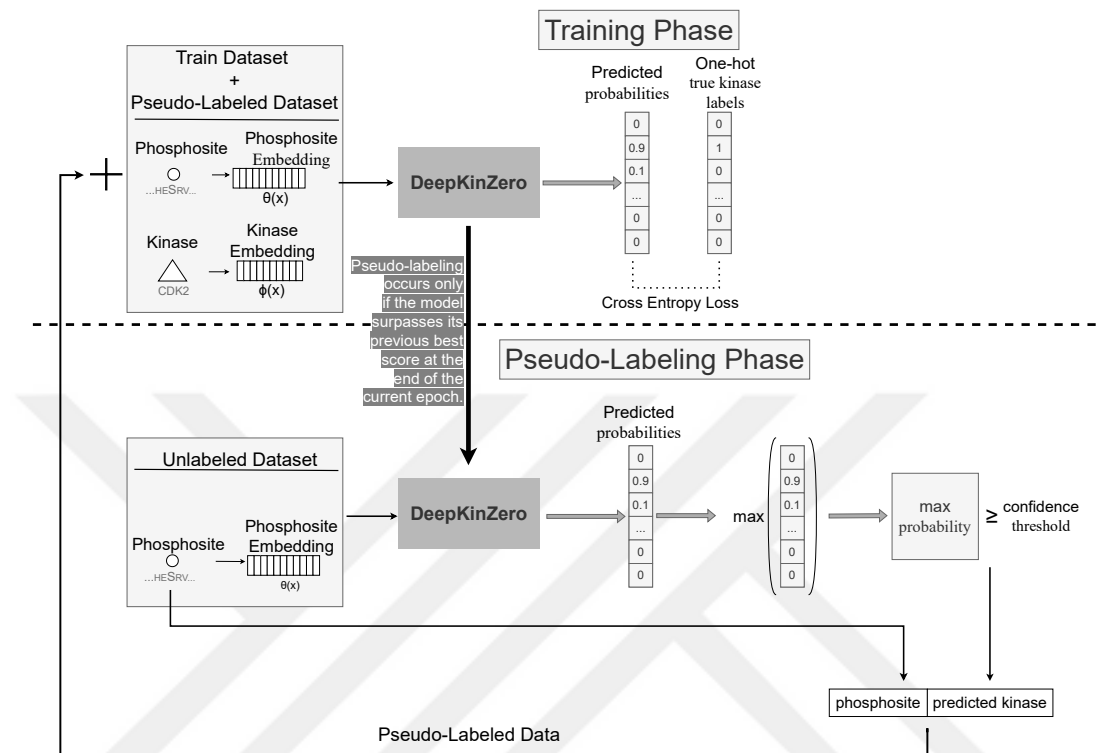 Training Phase
Train Dataset
+
Pseudo-Labeled Dataset
Phosphosite
...HESRV...
Phosphosite
Embedding
θ(x)
Kinase
CDK2
Kinase
Embedding
ϕ(x)
DeepKinZero
Predicted
probabilities
0
0.9
0.1
...
0
0
One-hot
true kinase
labels
0
1
0
...
0
0
Cross Entropy Loss
Pseudo-labeling
occurs only
if the model
surpasses its
previous best
score at the
end of the
current epoch.
Pseudo-Labeling Phase
Unlabeled Dataset
Phosphosite
...HESRV...
Phosphosite
Embedding
θ(x)
DeepKinZero
Predicted
probabilities
0
0.9
0.1
...
0
0
max
0
0.9
0.1
...
0
0
max
probability
≥
confidence
threshold
phosphosite
predicted kinase
Pseudo-Labeled Data